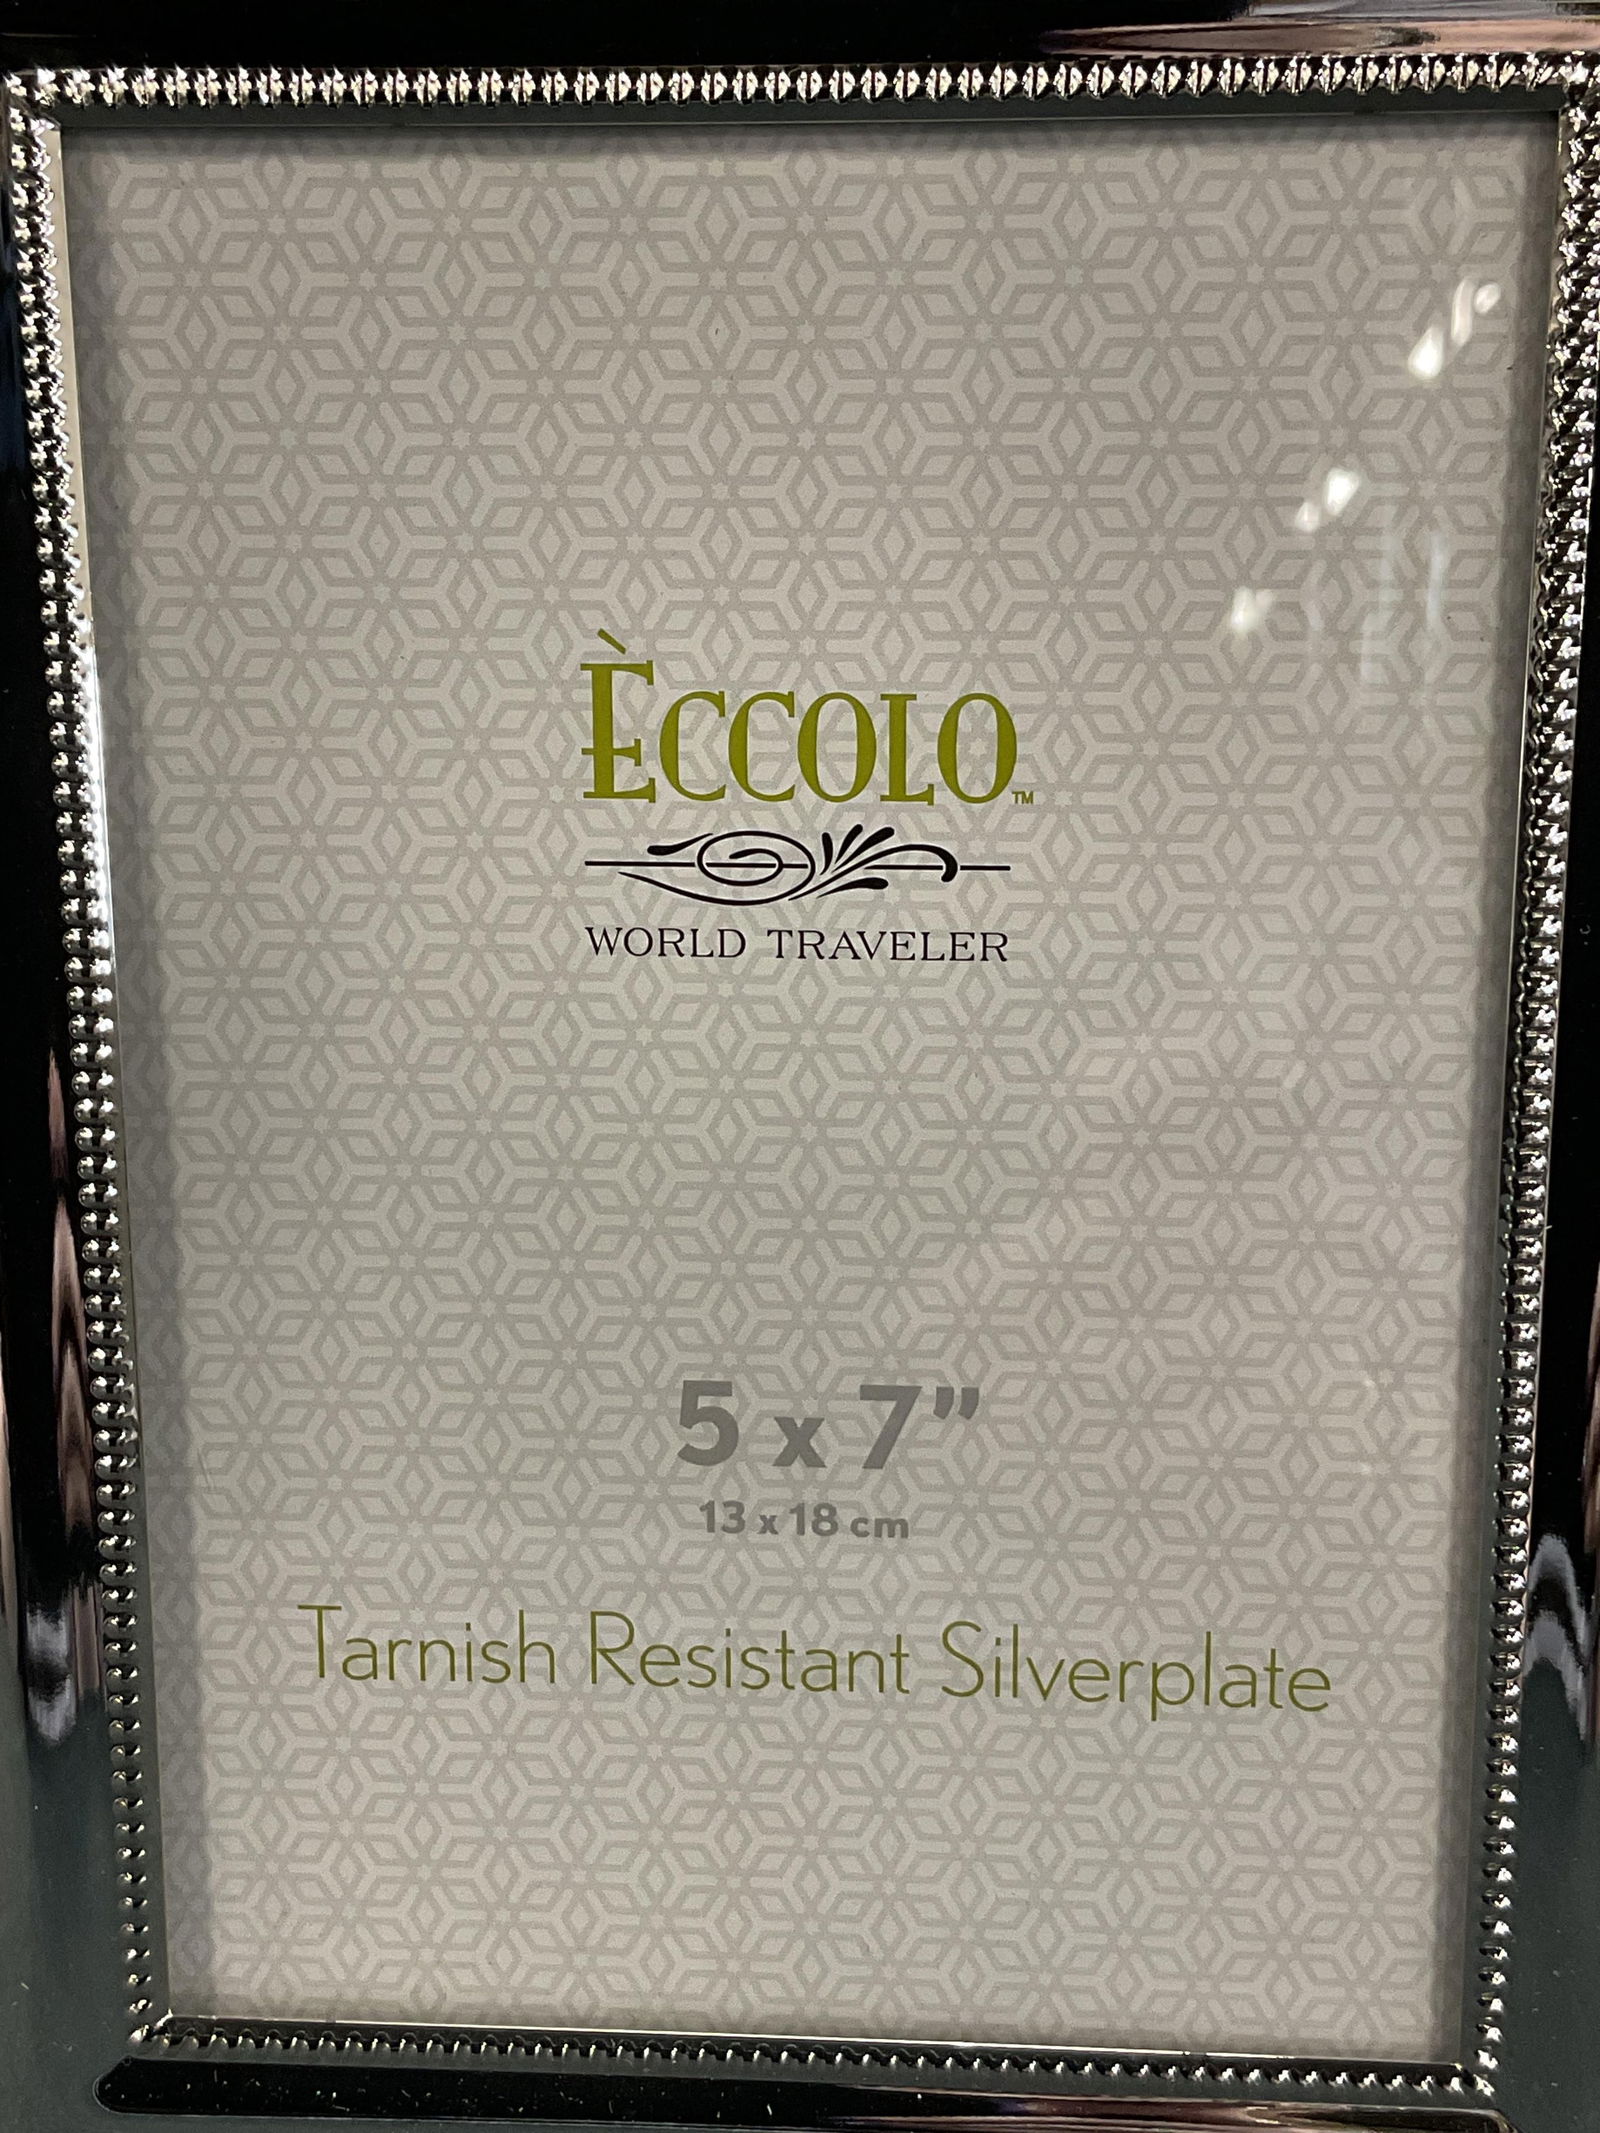 ÈCCOLO™
WORLD TRAVELER
5 x 7”
13 x 18 cm
Tarnish Resistant Silverplate